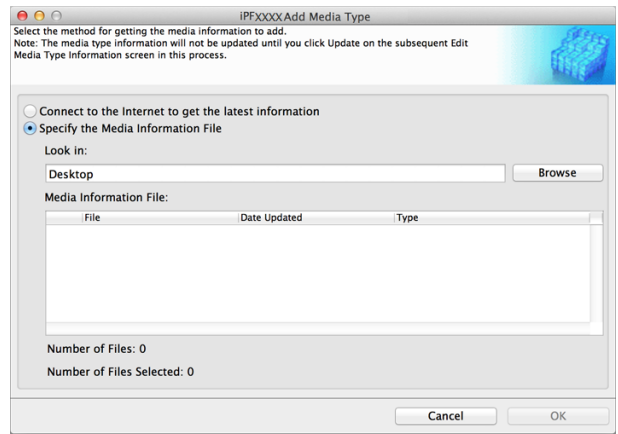 iPFXXXX Add Media Type
Select the method for getting the media information to add.
Note: The media type information will not be updated until you click Update on the subsequent Edit
Media Type Information screen in this process.
Connect to the Internet to get the latest information
Specify the Media Information File
Look in:
Desktop
Browse
Media Information File:
File Date Updated Type
Number of Files: 0
Number of Files Selected: 0
Cancel OK